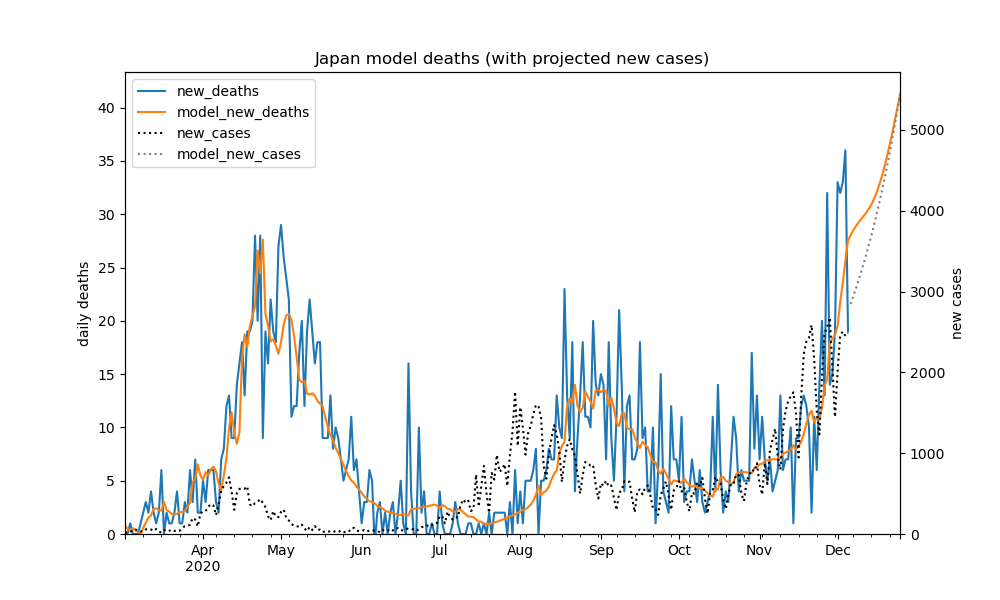 Japan model deaths (with projected new cases)
new_deaths
model_new_deaths
new_cases
model_new_cases
daily deaths
new cases
40
35
30
25
20
15
10
5
0
5000
4000
3000
2000
1000
0
Apr
2020
May
Jun
Jul
Aug
Sep
Oct
Nov
Dec